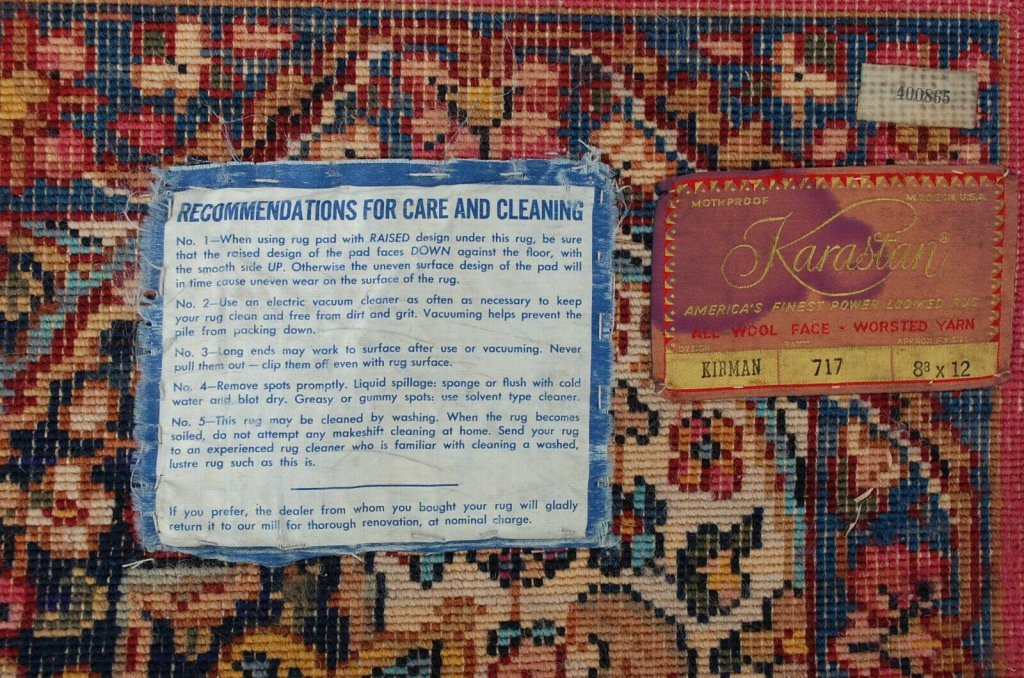 400865
RECOMMENDATIONS FOR CARE AND CLEANING
No. 1—When using rug pad with RAISED design under this rug, be sure
that the raised design of the pad faces DOWN against the floor, with
the smooth side UP. Otherwise the uneven surface design of the pad will
in time cause uneven wear on the surface of the rug.
No. 2—Use an electric vacuum cleaner as often as necessary to keep
your rug clean and free from dirt and grit. Vacuuming helps prevent the
pile from packing down.
No. 3—Long ends may work to surface after use or vacuuming. Never
pull them out — clip them off even with rug surface.
No. 4—Remove spots promptly. Liquid spillage: sponge or flush with cold
water and blot dry. Greasy or gummy spots: use solvent type cleaner.
No. 5—This rug may be cleaned by washing. When the rug becomes
soiled, do not attempt any makeshift cleaning at home. Send your rug
to an experienced rug cleaner who is familiar with cleaning a washed,
lustre rug such as this is.
If you prefer, the dealer from whom you bought your rug will gladly
return it to our mill for thorough renovation, at nominal charge.
MOTHPROOF MADE IN U.S.A.
Karastan®
AMERICA'S FINEST POWER LOOMED RUG
ALL WOOL FACE - WORSTED YARN
KIRMAN 717 8³ x 12